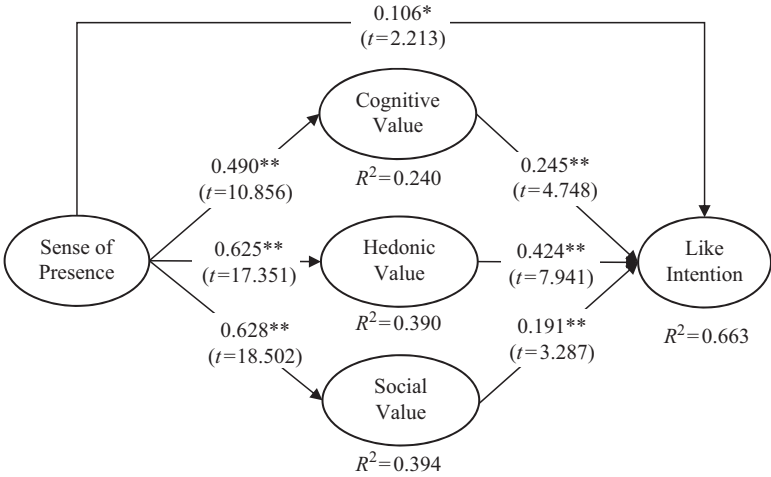 0.106*
(t=2.213)
Cognitive
Value
R²=0.240
0.490**
(t=10.856)
0.245**
(t=4.748)
Sense of
Presence
0.625**
(t=17.351)
Hedonic
Value
R²=0.390
0.424**
(t=7.941)
Like
Intention
R²=0.663
0.628**
(t=18.502)
0.191**
(t=3.287)
Social
Value
R²=0.394